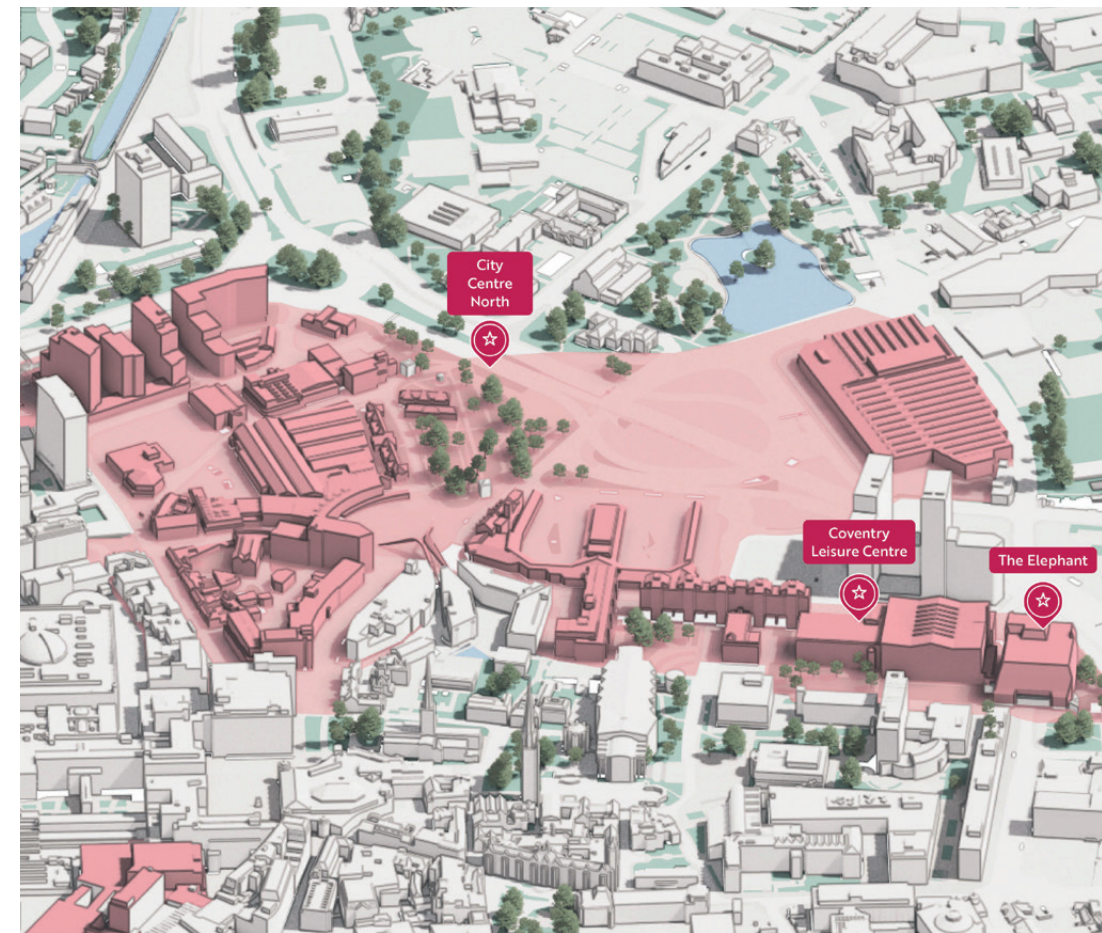 City
Centre
North
Coventry
Leisure Centre
The Elephant